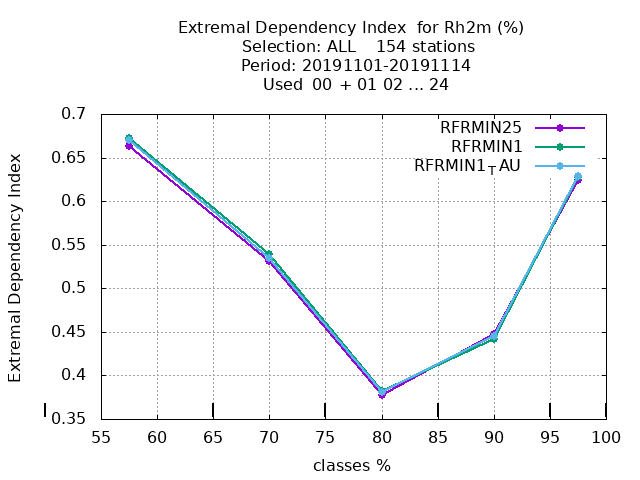 Extremal Dependency Index  for Rh2m (%)
Selection: ALL    154 stations
Period: 20191101-20191114
Used  00 + 01 02 ... 24
RFRMIN25
RFRMIN1
RFRMIN1TAU
0.7
0.65
0.6
0.55
0.5
0.45
0.4
0.35
Extremal Dependency Index
55 60 65 70 75 80 85 90 95 100
classes %